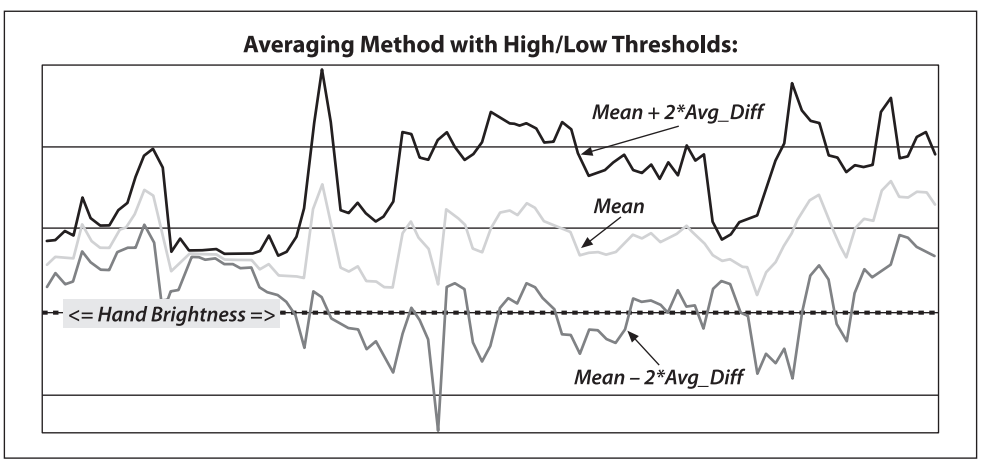 Averaging Method with High/Low Thresholds:
Mean + 2*Avg_Diff
Mean
<= Hand Brightness =>
Mean – 2*Avg_Diff